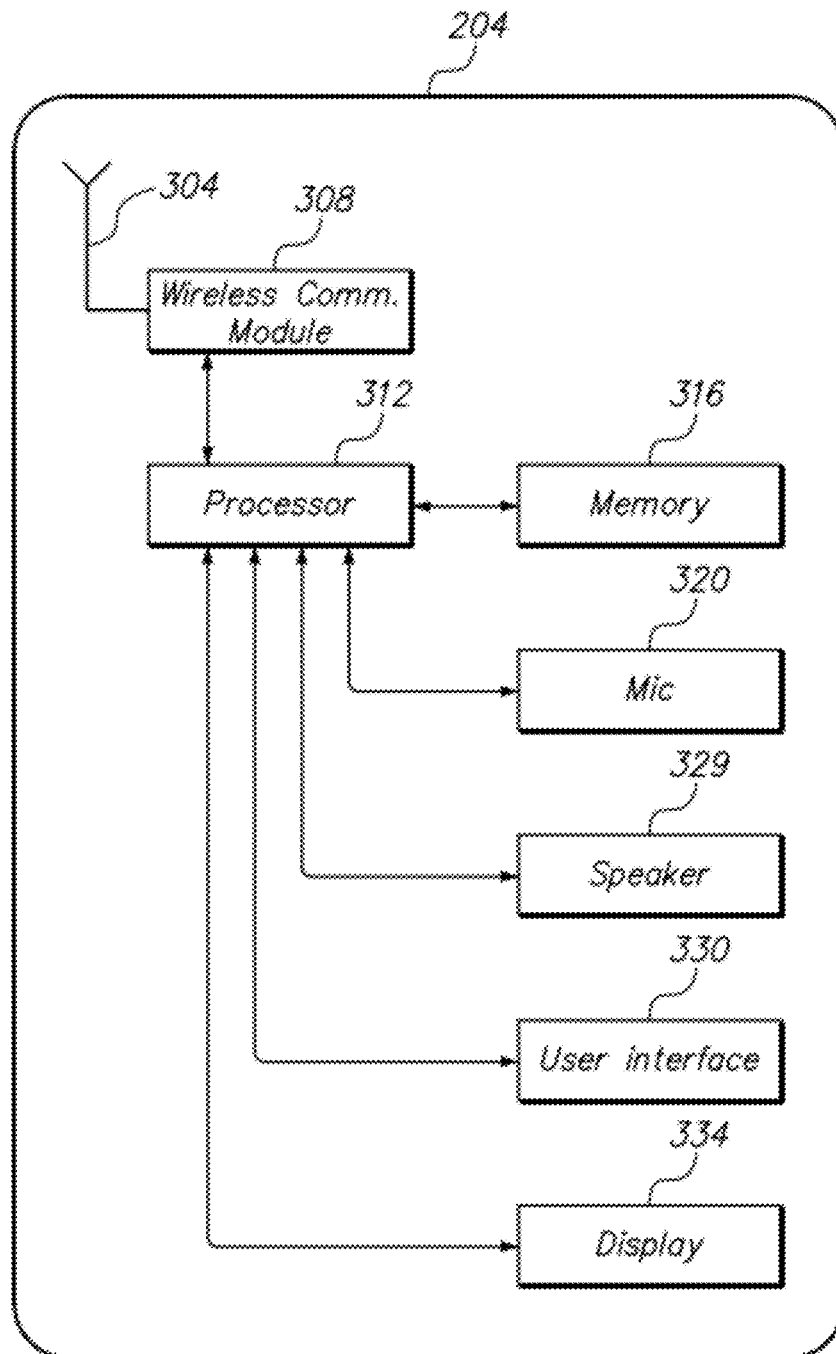 204
304
308
Wireless Comm.
Module
312
Processor
316
Memory
320
Mic
329
Speaker
330
User interface
334
Display